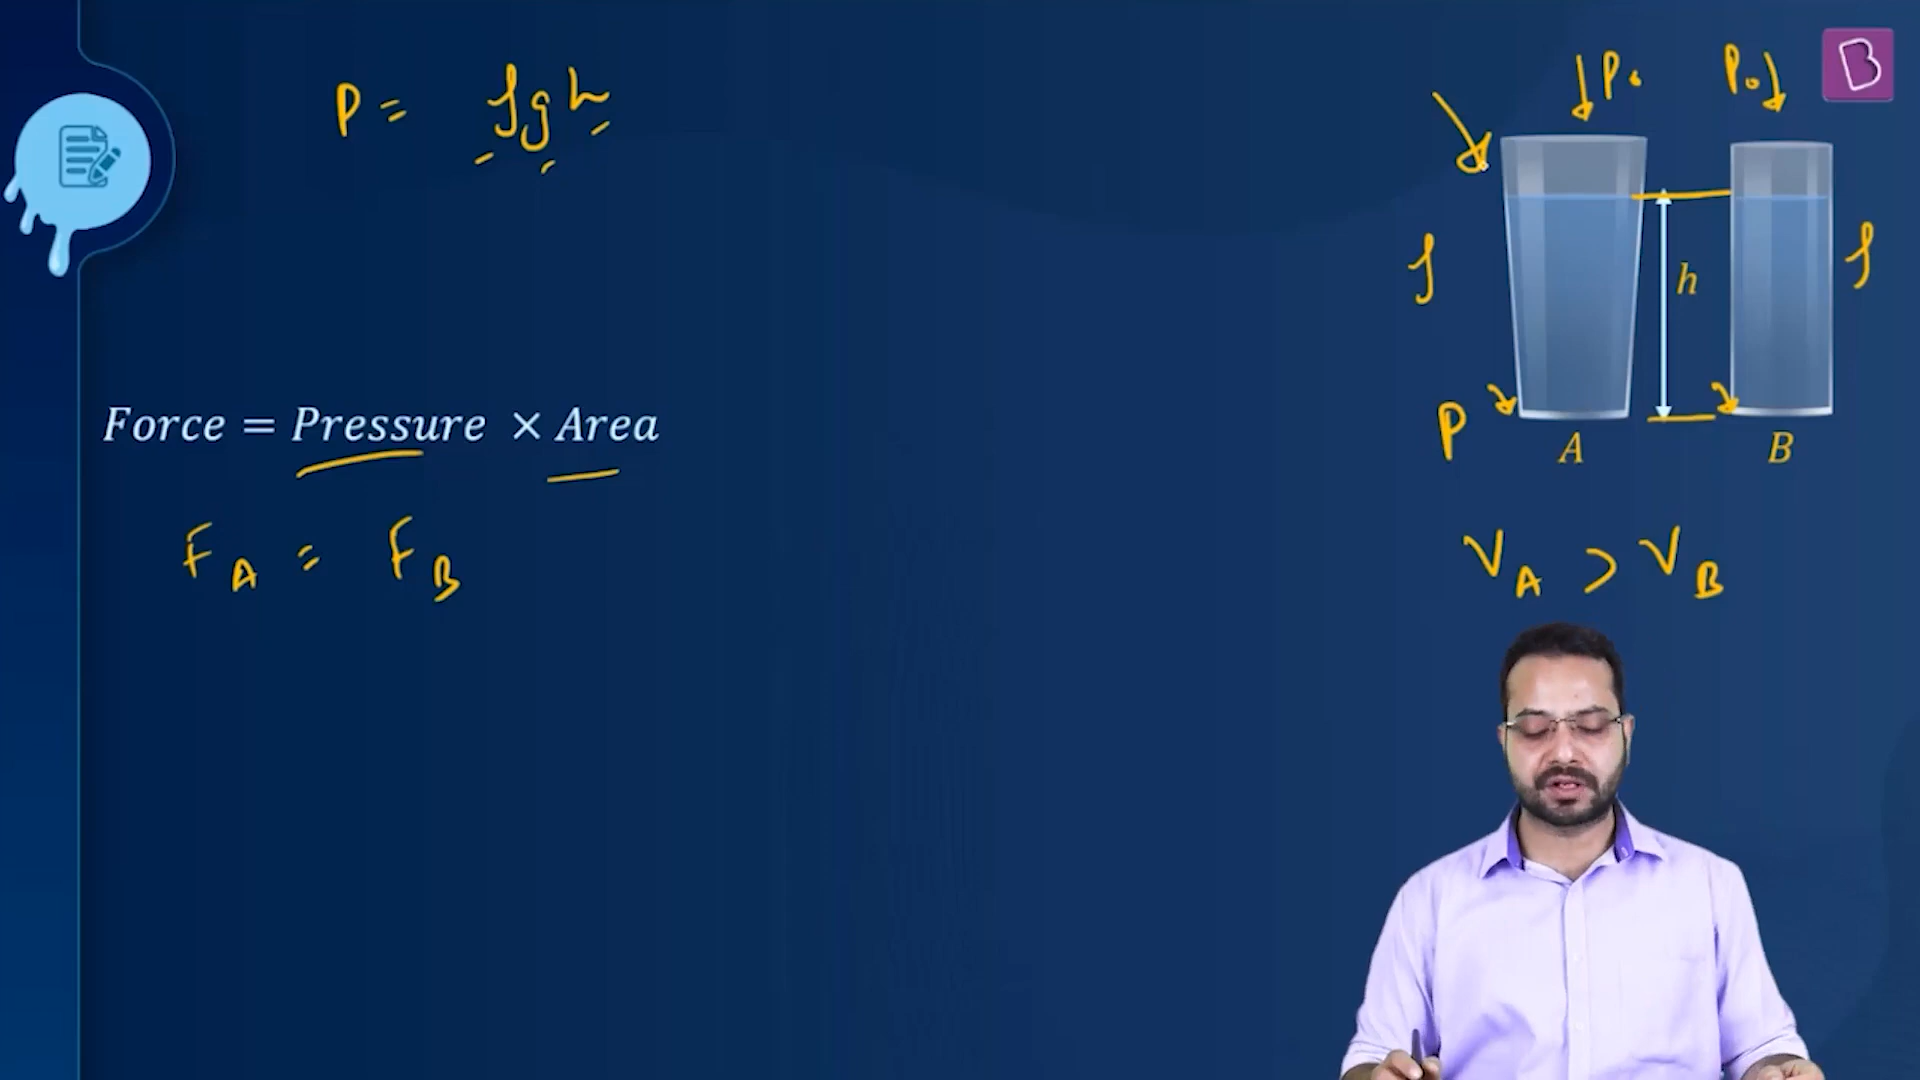 P = ρgh
P₀
P₀
ρ
h
ρ
Force = Pressure × Area
P
A
B
F_A = F_B
V_A > V_B
B